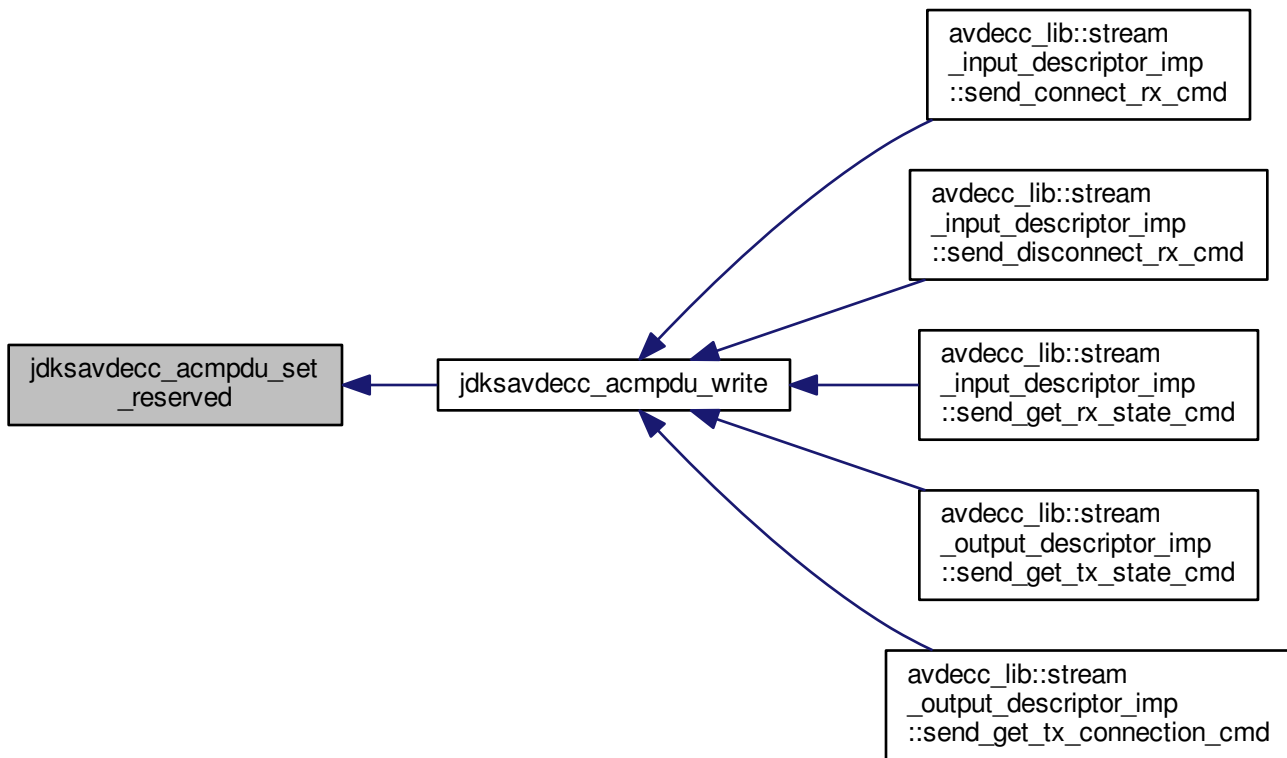 jdksavdecc_acmpdu_set
_reserved
jdksavdecc_acmpdu_write
avdecc_lib::stream
_input_descriptor_imp
::send_connect_rx_cmd
avdecc_lib::stream
_input_descriptor_imp
::send_disconnect_rx_cmd
avdecc_lib::stream
_input_descriptor_imp
::send_get_rx_state_cmd
avdecc_lib::stream
_output_descriptor_imp
::send_get_tx_state_cmd
avdecc_lib::stream
_output_descriptor_imp
::send_get_tx_connection_cmd